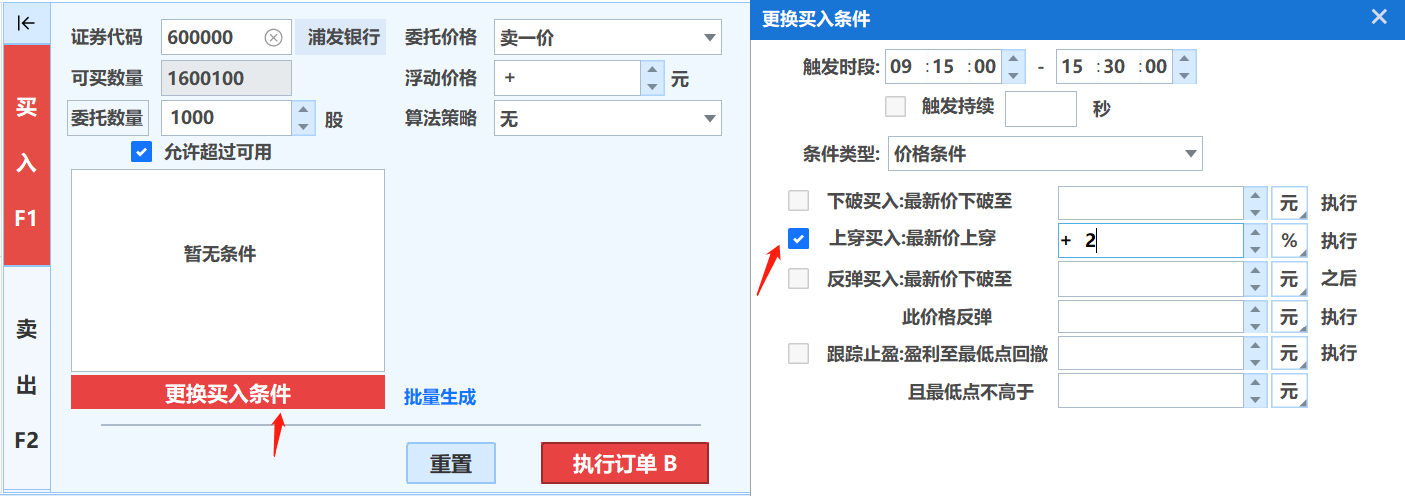 证券代码 600000 浦发银行 委托价格 卖一价
可买数量 1600100 浮动价格 + 元
委托数量 1000 股 算法策略 无
允许超过可用
买
入
F1
卖
出
F2
暂无条件
更换买入条件 批量生成
重置 执行订单 B
更换买入条件
触发时段: 09 :15 :00 - 15 :30 :00
触发持续 秒
条件类型: 价格条件
下破买入:最新价下破至 元 执行
上穿买入:最新价上穿 + 2 % 执行
反弹买入:最新价下破至 元 之后
此价格反弹 元 执行
跟踪止盈:盈利至最低点回撤 元 执行
且最低点不高于 元